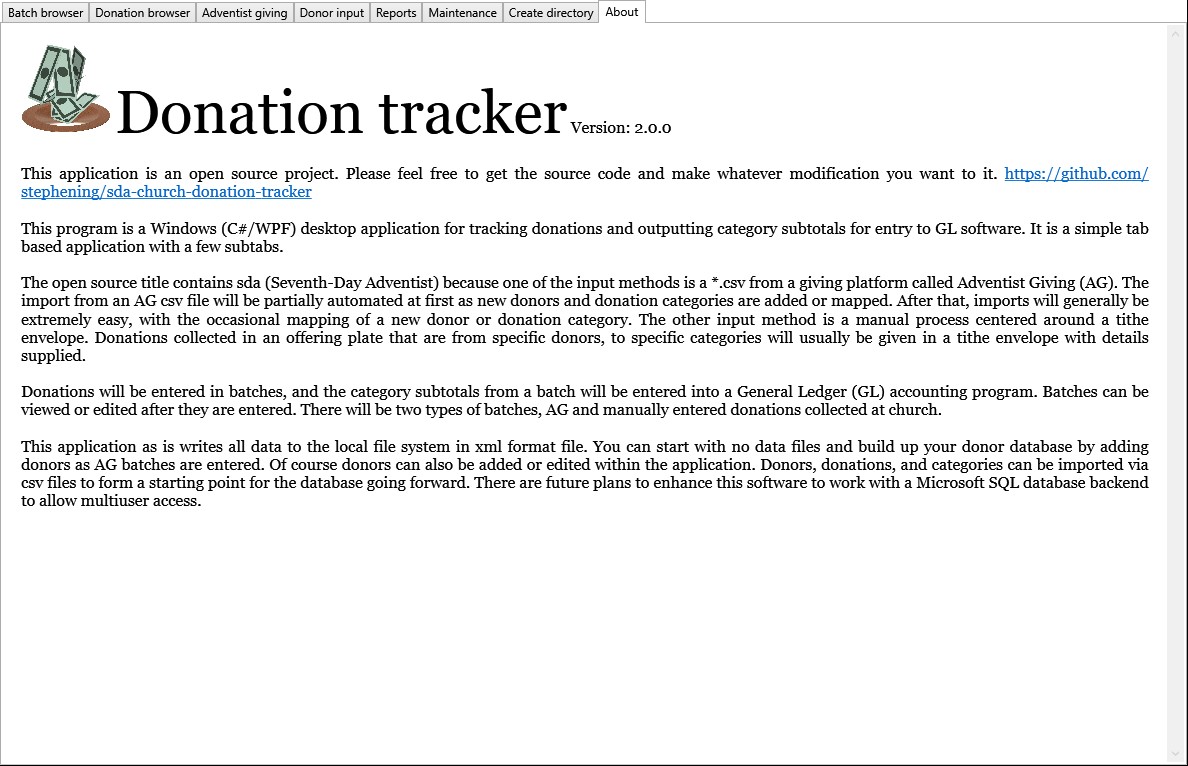 Batch browser Donation browser Adventist giving Donor input Reports Maintenance Create directory About
Donation tracker Version: 2.0.0
This application is an open source project. Please feel free to get the source code and make whatever modification you want to it. https://github.com/
stephening/sda-church-donation-tracker
This program is a Windows (C#/WPF) desktop application for tracking donations and outputting category subtotals for entry to GL software. It is a simple tab
based application with a few subtabs.
The open source title contains sda (Seventh-Day Adventist) because one of the input methods is a *.csv from a giving platform called Adventist Giving (AG). The
import from an AG csv file will be partially automated at first as new donors and donation categories are added or mapped. After that, imports will generally be
extremely easy, with the occasional mapping of a new donor or donation category. The other input method is a manual process centered around a tithe
envelope. Donations collected in an offering plate that are from specific donors, to specific categories will usually be given in a tithe envelope with details
supplied.
Donations will be entered in batches, and the category subtotals from a batch will be entered into a General Ledger (GL) accounting program. Batches can be
viewed or edited after they are entered. There will be two types of batches, AG and manually entered donations collected at church.
This application as is writes all data to the local file system in xml format file. You can start with no data files and build up your donor database by adding
donors as AG batches are entered. Of course donors can also be added or edited within the application. Donors, donations, and categories can be imported via
csv files to form a starting point for the database going forward. There are future plans to enhance this software to work with a Microsoft SQL database backend
to allow multiuser access.